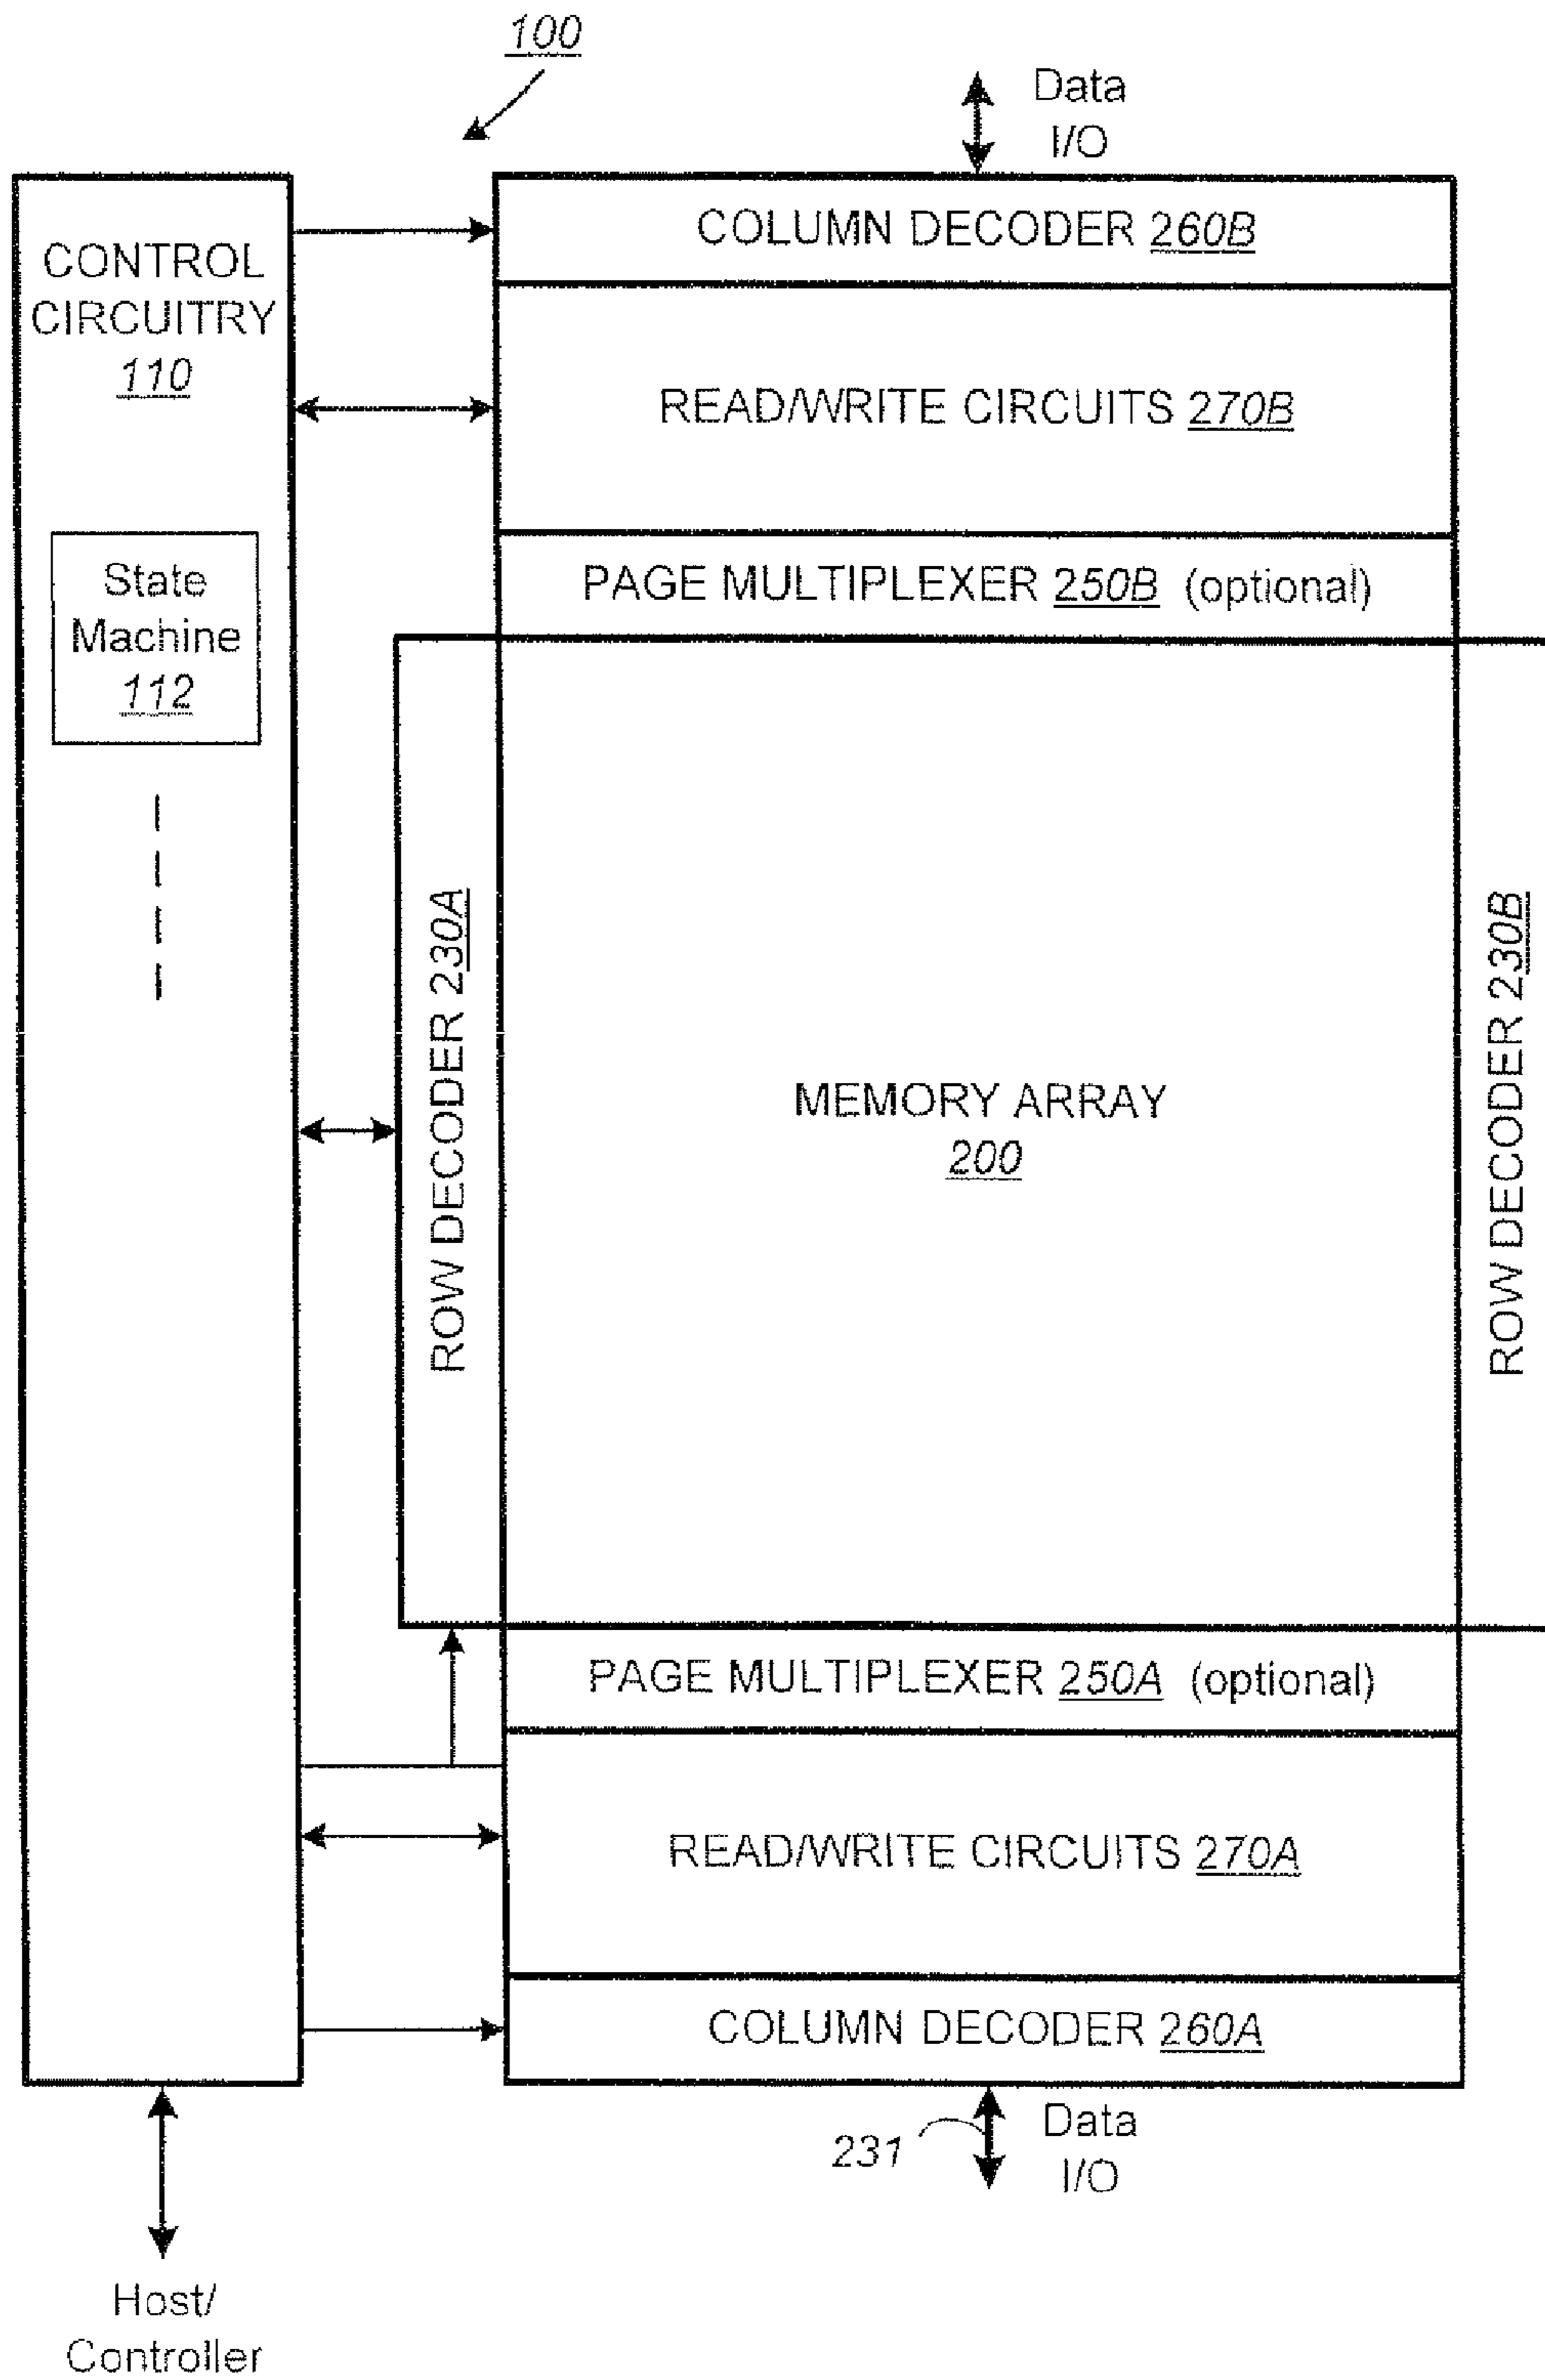 100
Data
I/O
CONTROL
CIRCUITRY
110
State
Machine
112
COLUMN DECODER 260B
READ/WRITE CIRCUITS 270B
PAGE MULTIPLEXER 250B (optional)
ROW DECODER 230A
MEMORY ARRAY
200
ROW DECODER 230B
PAGE MULTIPLEXER 250A (optional)
READ/WRITE CIRCUITS 270A
COLUMN DECODER 260A
231
Data
I/O
Host/
Controller